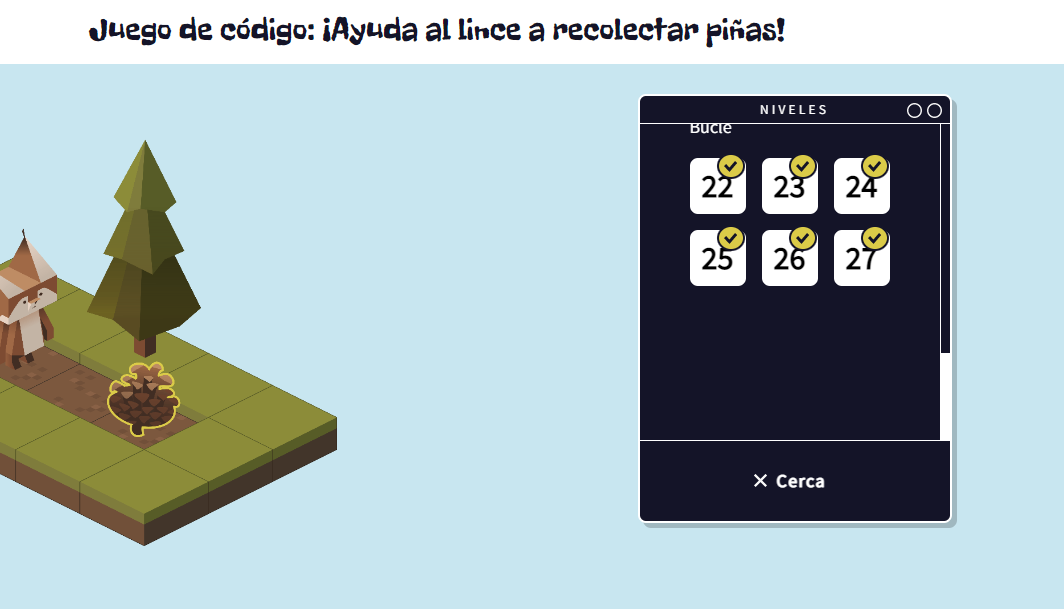 Juego de código: ¡Ayuda al lince a recolectar piñas!
NIVELES
Bucle
22 23 24
25 26 27
Cerca